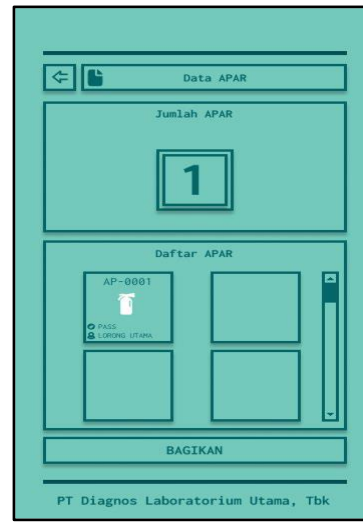 Data APAR
Jumlah APAR
1
Daftar APAR
AP-0001
PASS
LORONG UTAMA
BAGIKAN
PT Diagnos Laboratorium Utama, Tbk